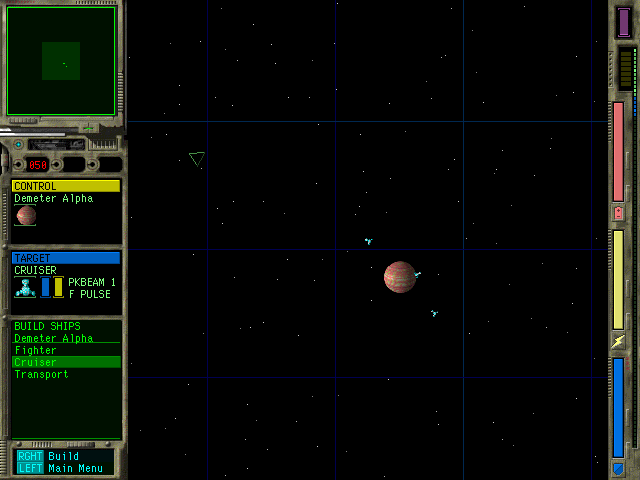 050
CONTROL
Demeter Alpha
TARGET
CRUISER
PKBEAM 1
F PULSE
BUILD SHIPS
Demeter Alpha
Fighter
Cruiser
Transport
RGHT Build
LEFT Main Menu